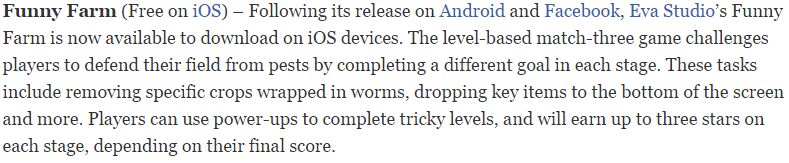 Funny Farm (Free on iOS) – Following its release on Android and Facebook, Eva Studio’s Funny
Farm is now available to download on iOS devices. The level-based match-three game challenges
players to defend their field from pests by completing a different goal in each stage. These tasks
include removing specific crops wrapped in worms, dropping key items to the bottom of the screen
and more. Players can use power-ups to complete tricky levels, and will earn up to three stars on
each stage, depending on their final score.